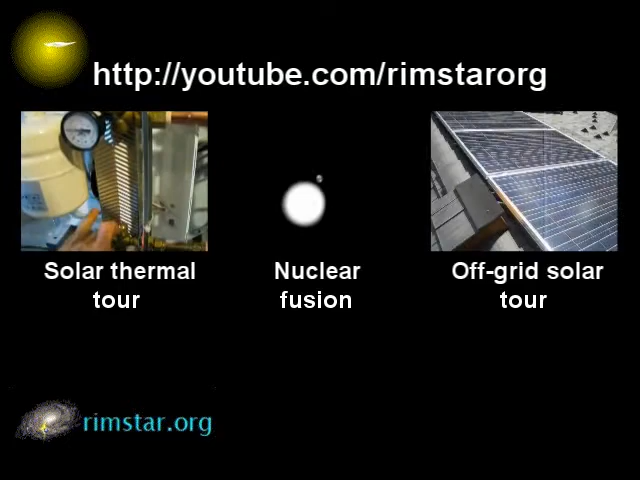 http://youtube.com/rimstarorg
Solar thermal
tour
Nuclear
fusion
Off-grid solar
tour
rimstar.org